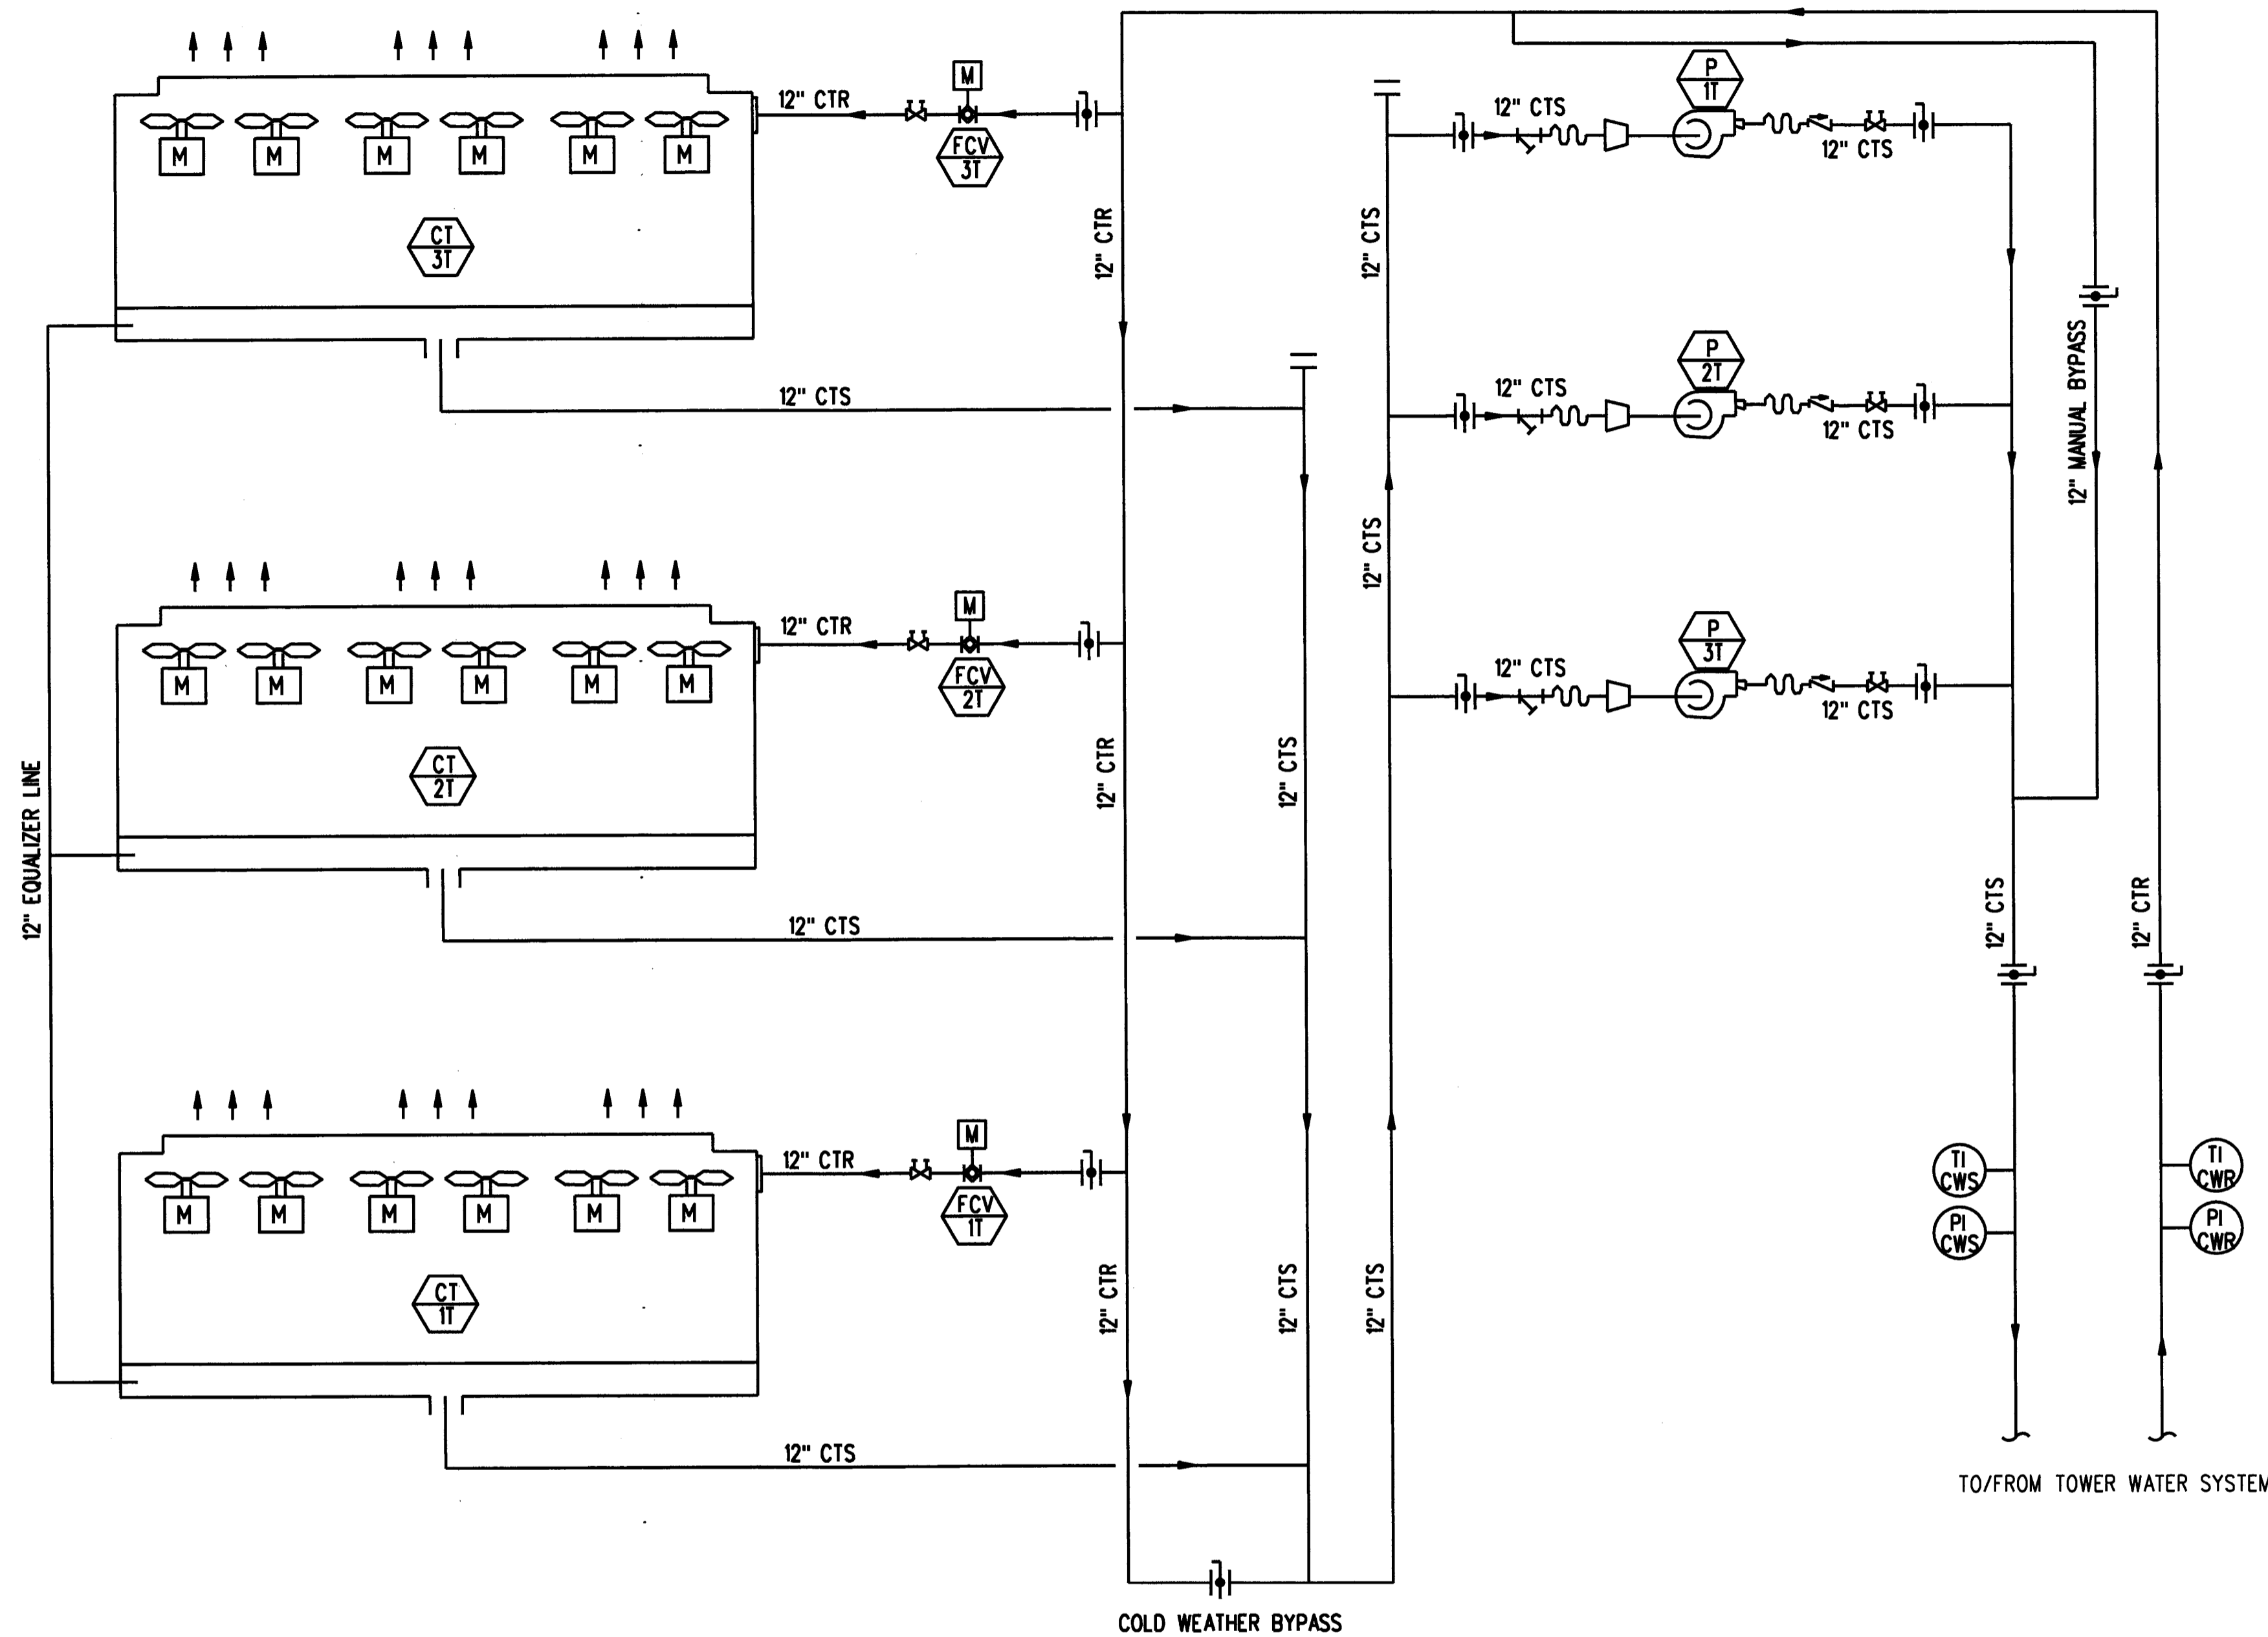 M
P
1T
12" CTR
12" CTS
M M M M M M
FCV
3T
12" CTS
CT
3T
12" CTR
12" CTS
12" CTS
P
2T
12" CTS
12" CTS
12" MANUAL BYPASS
12" CTS
M
12" CTR
P
3T
12" CTS
M M M M M M
FCV
2T
12" CTS
CT
2T
12" CTR
12" CTS
12" EQUALIZER LINE
12" CTS
12" CTS
12" CTR
M
12" CTR
TI
CWS
TI
CWR
M M M M M M
FCV
1T
PI
CWS
PI
CWR
CT
1T
12" CTR
12" CTS
12" CTS
12" CTS
TO/FROM TOWER WATER SYSTEM
COLD WEATHER BYPASS